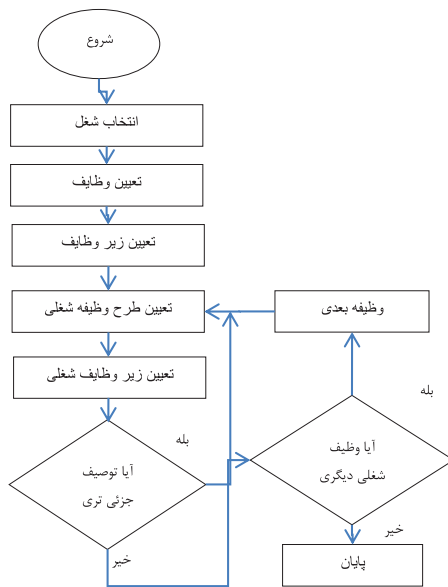 شروع
انتخاب شغل
تعیین وظایف
تعیین زیر وظایف
تعیین طرح وظیفه شغلی
وظیفه بعدی
تعیین زیر وظایف شغلی
بله
آیا توصیف
جزئی تری
خیر
بله
آیا وظیف
شغلی دیگری
خیر
پایان